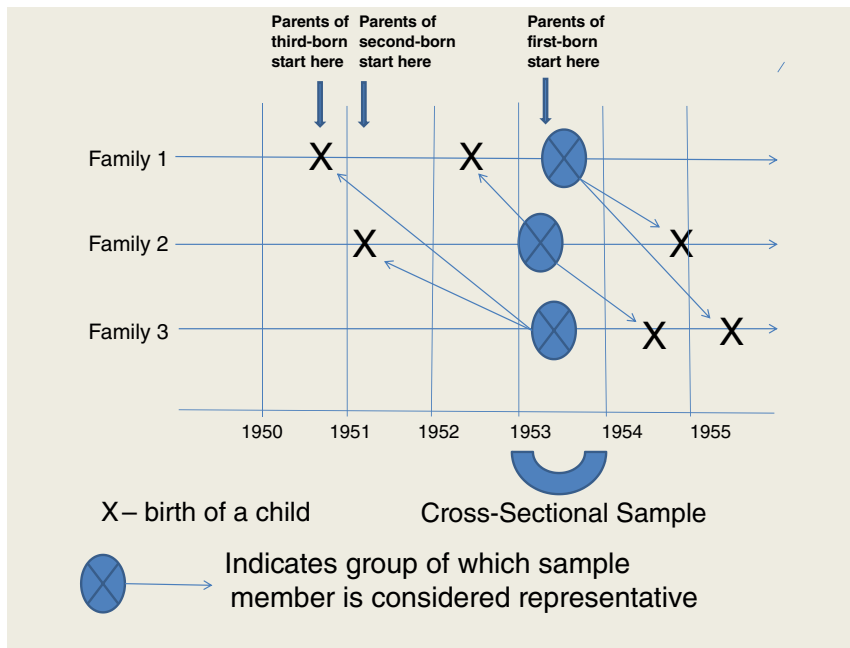 Parents of
third-born
start here
Parents of
second-born
start here
Parents of
first-born
start here
Family 1
X
X
Family 2
X
X
Family 3
X
X
1950 1951 1952 1953 1954 1955
X – birth of a child
Cross-Sectional Sample
Indicates group of which sample
member is considered representative